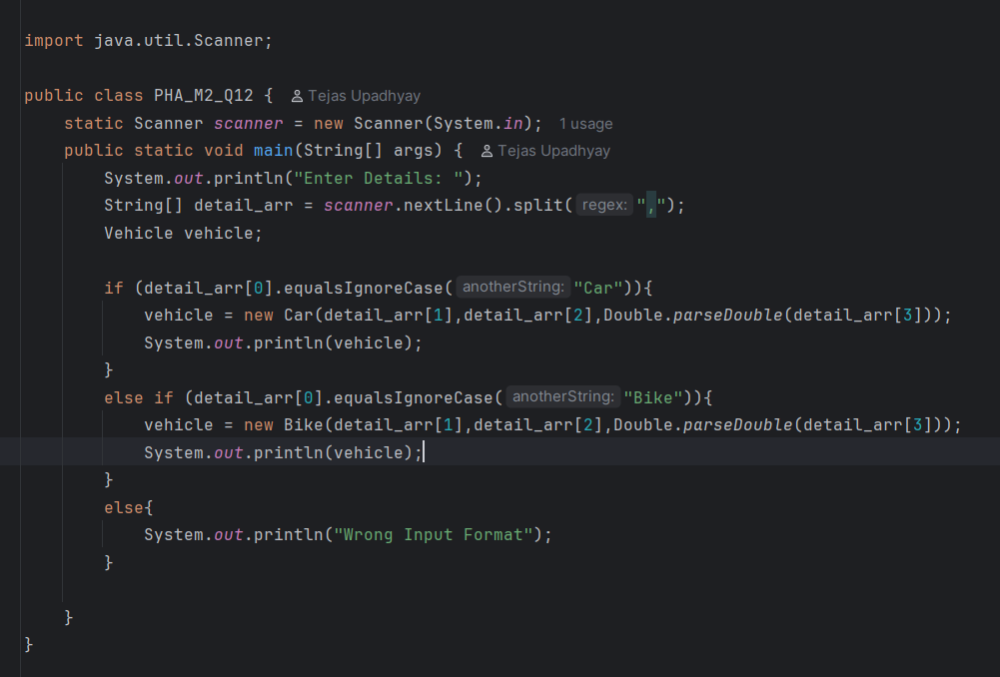 import java.util.Scanner;
public class PHA_M2_Q12 { Tejas Upadhyay
static Scanner scanner = new Scanner(System.in); 1 usage
public static void main(String[] args) { Tejas Upadhyay
System.out.println("Enter Details: ");
String[] detail_arr = scanner.nextLine().split( regex: ",");
Vehicle vehicle;
if (detail_arr[0].equalsIgnoreCase( anotherString: "Car")){
vehicle = new Car(detail_arr[1],detail_arr[2],Double.parseDouble(detail_arr[3]));
System.out.println(vehicle);
}
else if (detail_arr[0].equalsIgnoreCase( anotherString: "Bike")){
vehicle = new Bike(detail_arr[1],detail_arr[2],Double.parseDouble(detail_arr[3]));
System.out.println(vehicle);
}
else{
System.out.println("Wrong Input Format");
}
}
}